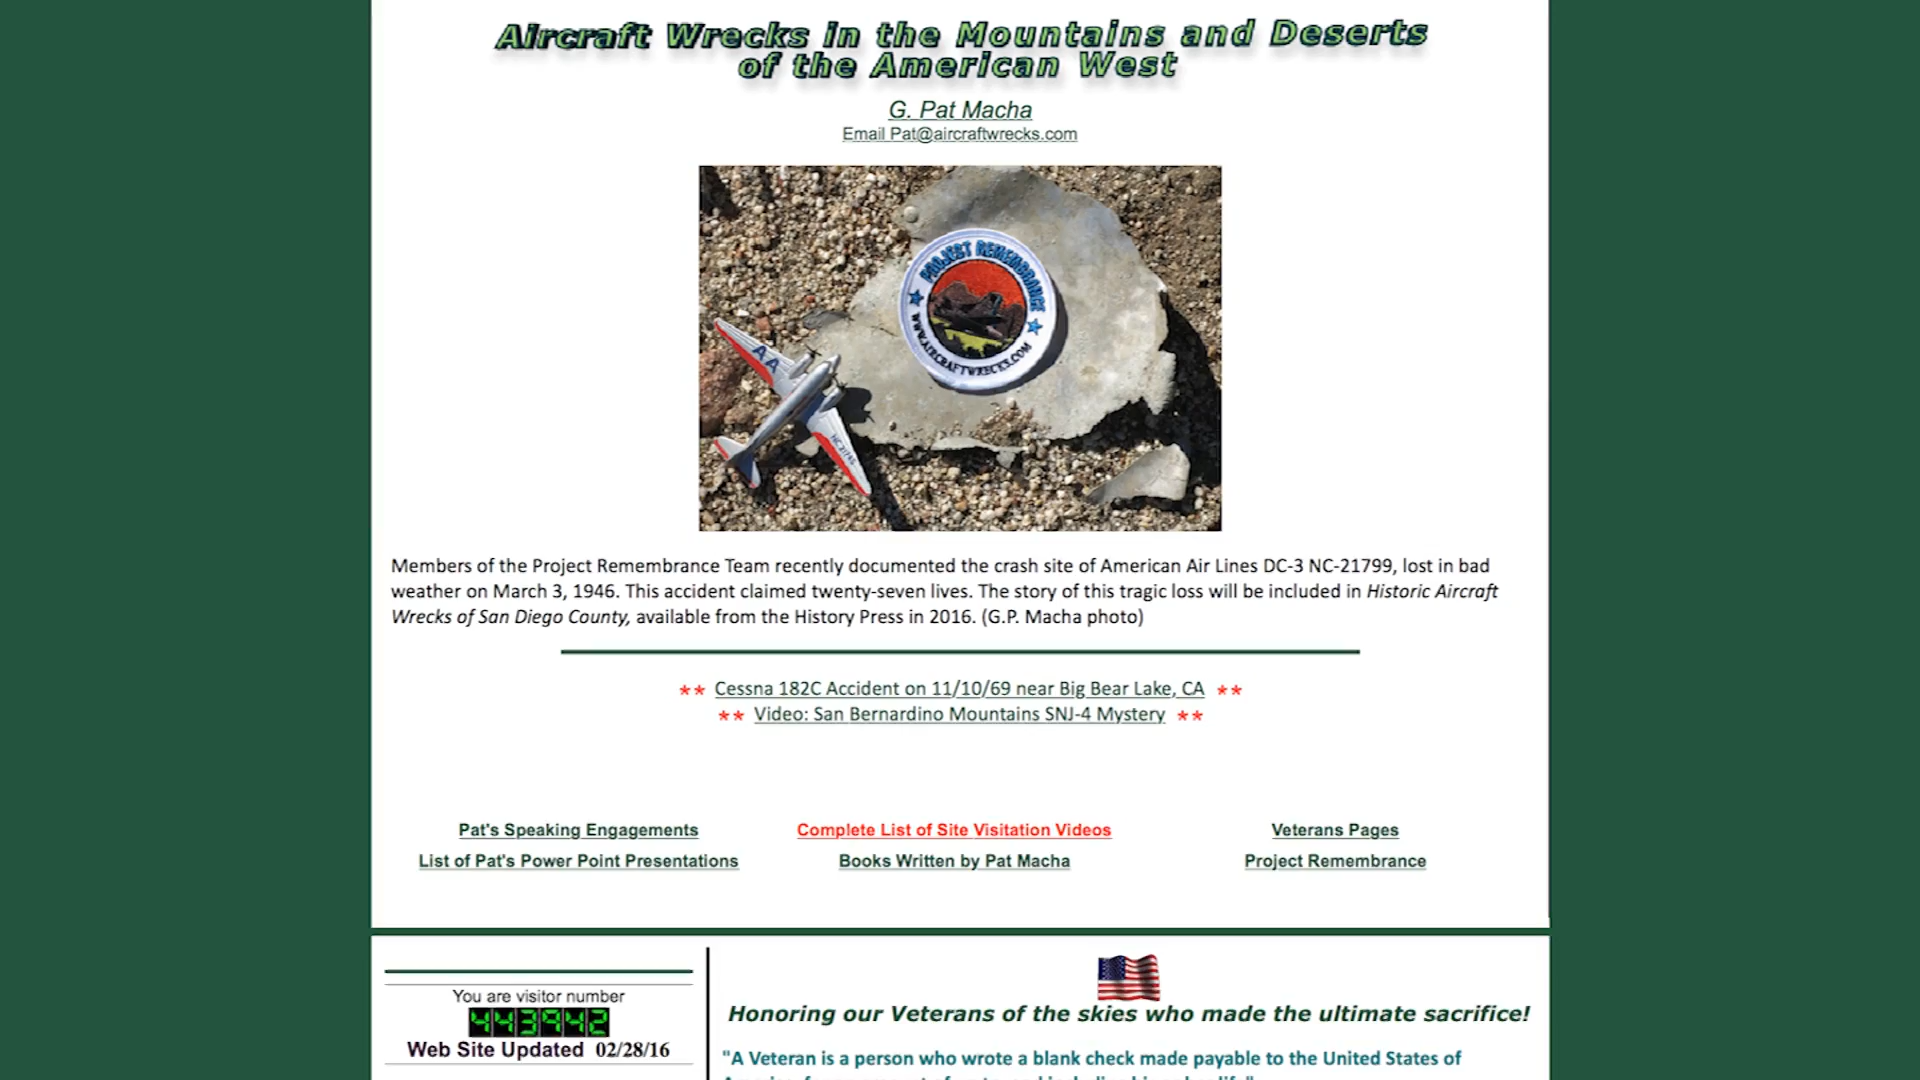 Aircraft Wrecks in the Mountains and Deserts
of the American West
G. Pat Macha
Email Pat@aircraftwrecks.com
PROJECT REMEMBRANCE
WWW.AIRCRAFTWRECKS.COM
AA
Members of the Project Remembrance Team recently documented the crash site of American Air Lines DC-3 NC-21799, lost in bad
weather on March 3, 1946. This accident claimed twenty-seven lives. The story of this tragic loss will be included in Historic Aircraft
Wrecks of San Diego County, available from the History Press in 2016. (G.P. Macha photo)
** Cessna 182C Accident on 11/10/69 near Big Bear Lake, CA **
** Video: San Bernardino Mountains SNJ-4 Mystery **
Pat's Speaking Engagements Complete List of Site Visitation Videos Veterans Pages
List of Pat's Power Point Presentations Books Written by Pat Macha Project Remembrance
You are visitor number
443942
Web Site Updated 02/28/16
Honoring our Veterans of the skies who made the ultimate sacrifice!
"A Veteran is a person who wrote a blank check made payable to the United States of